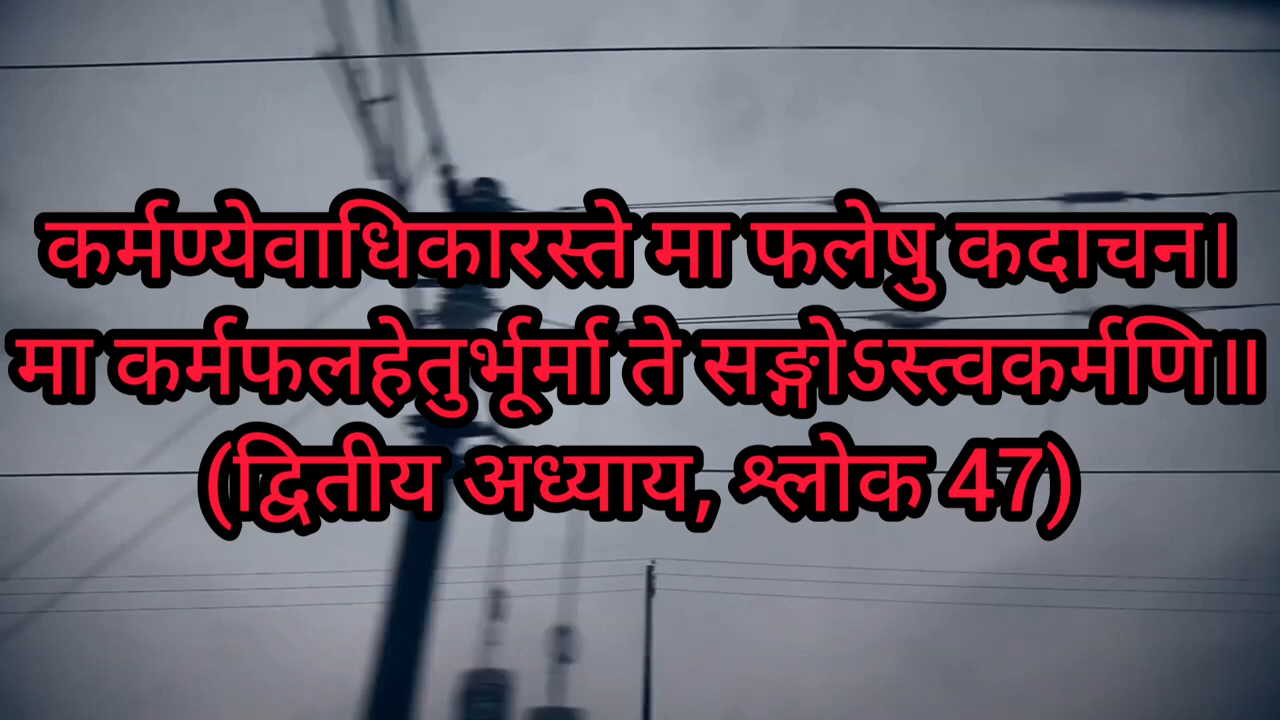 कर्मण्येवाधिकारस्ते मा फलेषु कदाचन।
मा कर्मफलहेतुर्भूर्मा ते सङ्गोऽस्त्वकर्मणि॥
(द्वितीय अध्याय, श्लोक 47)